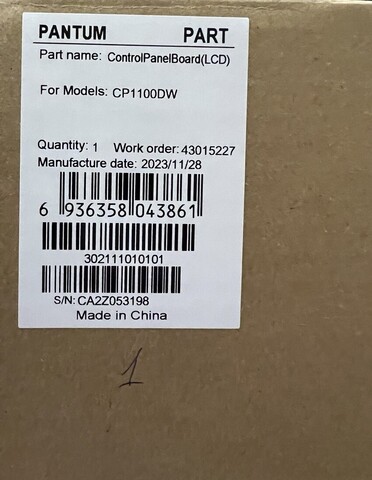 PANTUM PART
Part name: ControlPanelBoard(LCD)
For Models: CP1100DW
Quantity: 1 Work order: 43015227
Manufacture date: 2023/11/28
6 936358 043861
302111010101
S/N: CA2Z053198
Made in China
1